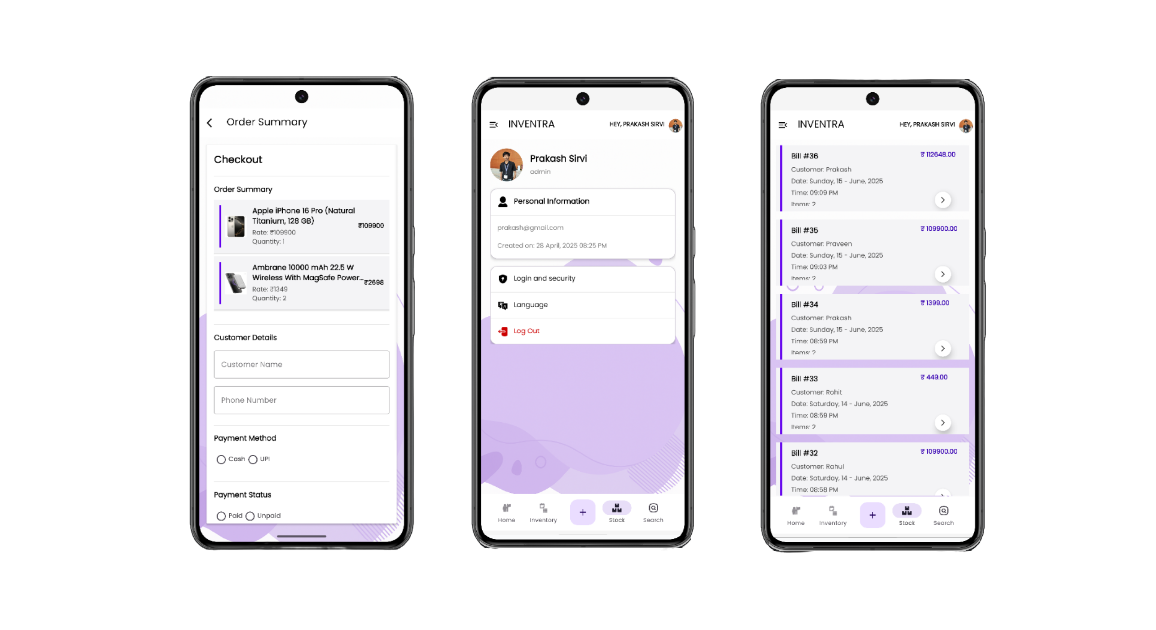 Order Summary
Checkout
Order Summary
Apple iPhone 16 Pro (Natural
Titanium, 128 GB)
₹109900
Rate: ₹109900
Quantity: 1
Ambrane 10000 mAh 22.5 W
Wireless With MagSafe Power...
₹2698
Rate: ₹1349
Quantity: 2
Customer Details
Customer Name
Phone Number
Payment Method
Cash UPI
Payment Status
Paid Unpaid
INVENTRA HEY, PRAKASH SIRVI
Prakash Sirvi
admin
Personal Information
prakash@gmail.com
Created on: 28 April, 2025 08:25 PM
Login and security
Language
Log Out
Home Inventory + Stock Search
INVENTRA HEY, PRAKASH SIRVI
Bill #36 ₹ 112648.00
Customer: Prakash
Date: Sunday, 15 - June, 2025
Time: 09:09 PM
Items: 2
Bill #35 ₹ 109900.00
Customer: Praveen
Date: Sunday, 15 - June, 2025
Time: 09:03 PM
Items: 2
Bill #34 ₹ 1399.00
Customer: Prakash
Date: Sunday, 15 - June, 2025
Time: 08:59 PM
Items: 2
Bill #33 ₹ 449.00
Customer: Rohit
Date: Saturday, 14 - June, 2025
Time: 08:59 PM
Items: 2
Bill #32 ₹ 109900.00
Customer: Rahul
Date: Saturday, 14 - June, 2025
Time: 08:58 PM
Home Inventory + Stock Search